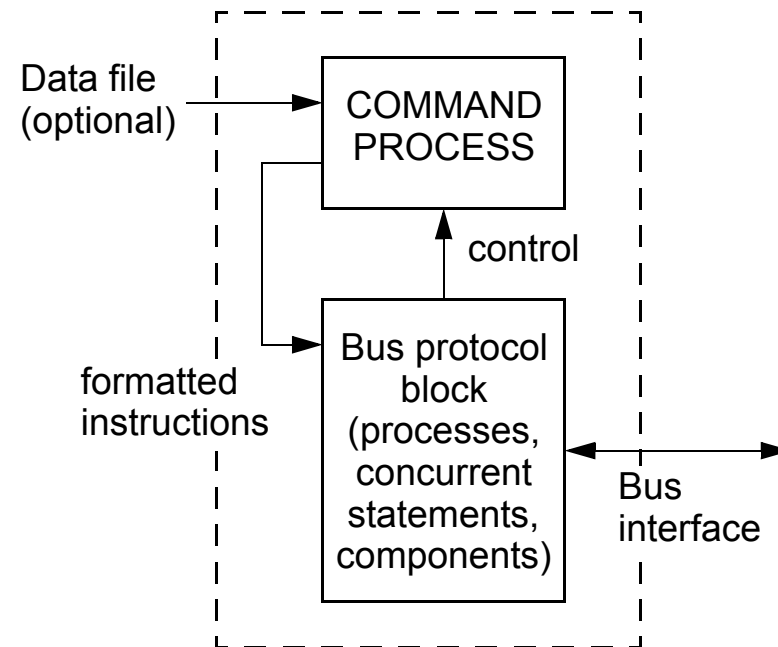 Data file
(optional)
COMMAND
PROCESS
control
formatted
instructions
Bus protocol
block
(processes,
concurrent
statements,
components)
Bus
interface